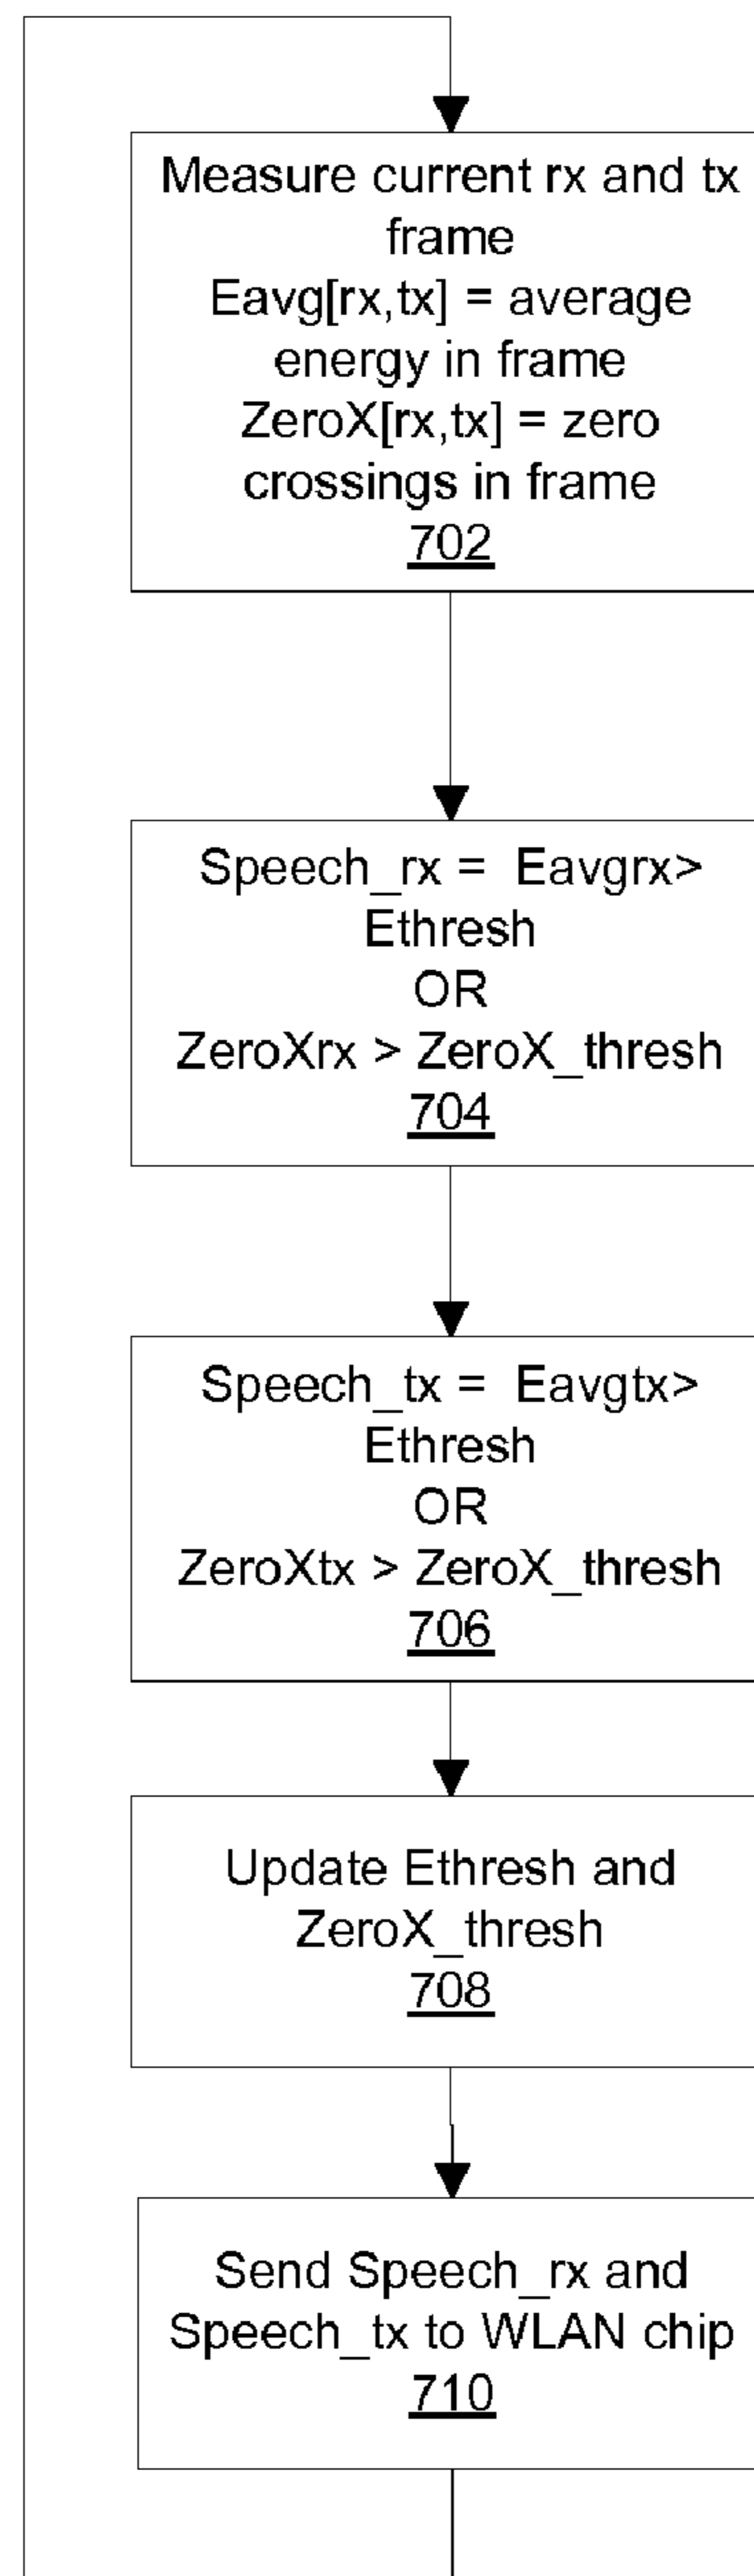 Measure current rx and tx
frame
Eavg[rx,tx] = average
energy in frame
ZeroX[rx,tx] = zero
crossings in frame
702
Speech_rx = Eavgrx>
Ethresh
OR
ZeroXrx > ZeroX_thresh
704
Speech_tx = Eavgtx>
Ethresh
OR
ZeroXtx > ZeroX_thresh
706
Update Ethresh and
ZeroX_thresh
708
Send Speech_rx and
Speech_tx to WLAN chip
710